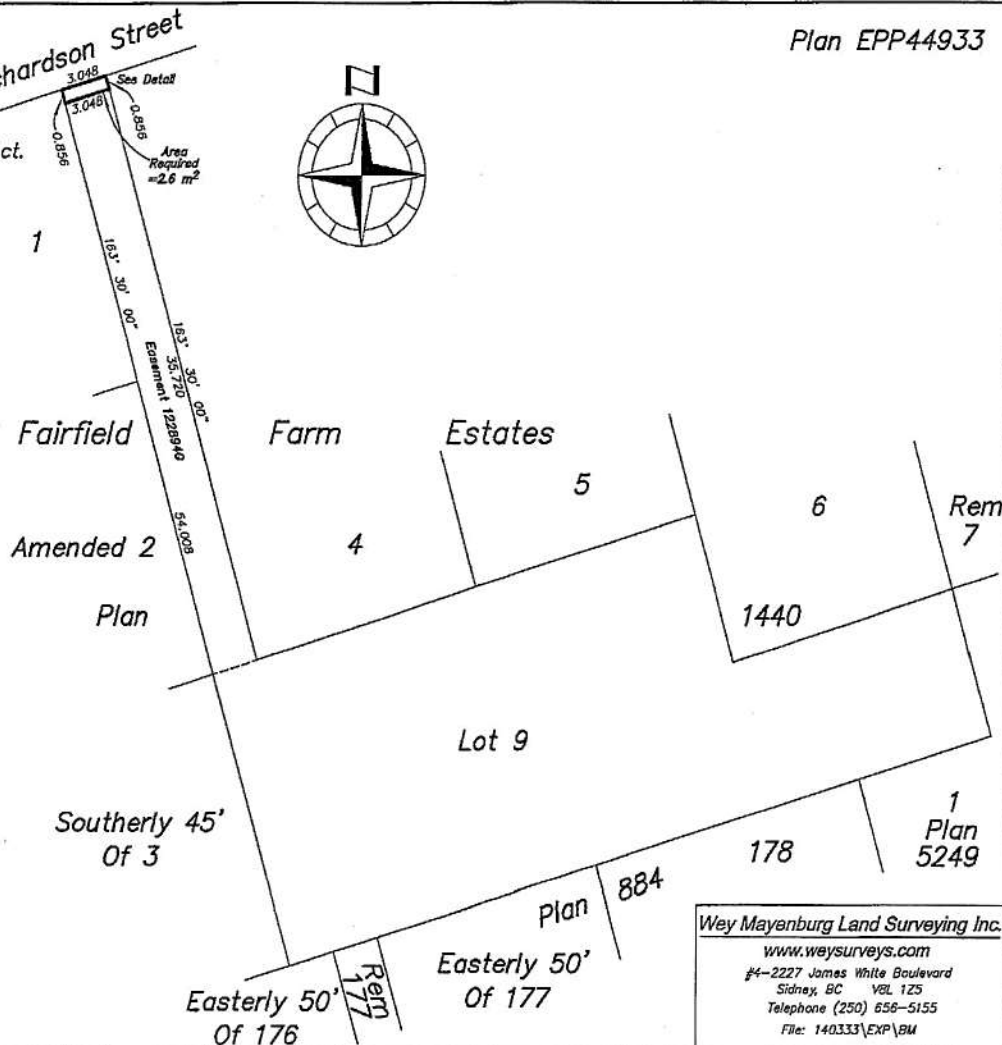 Plan EPP44933
chardson Street
3.048
See Detail
3.048
0.856
0.856
ct.
Area
Required
=2.6 m²
N
1
163° 30' 00"
Easement 1228940
163° 30' 00"
35.720
54.008
Fairfield Farm Estates
5
6
Rem
7
Amended 2
4
Plan
1440
Lot 9
Southerly 45'
Of 3
1
Plan
5249
178
Plan 884
Easterly 50'
Of 177
Rem
177
Easterly 50'
Of 176
Wey Mayenburg Land Surveying Inc.
www.weysurveys.com
#4-2227 James White Boulevard
Sidney, BC V8L 1Z5
Telephone (250) 656-5155
File: 140333\EXP\BM